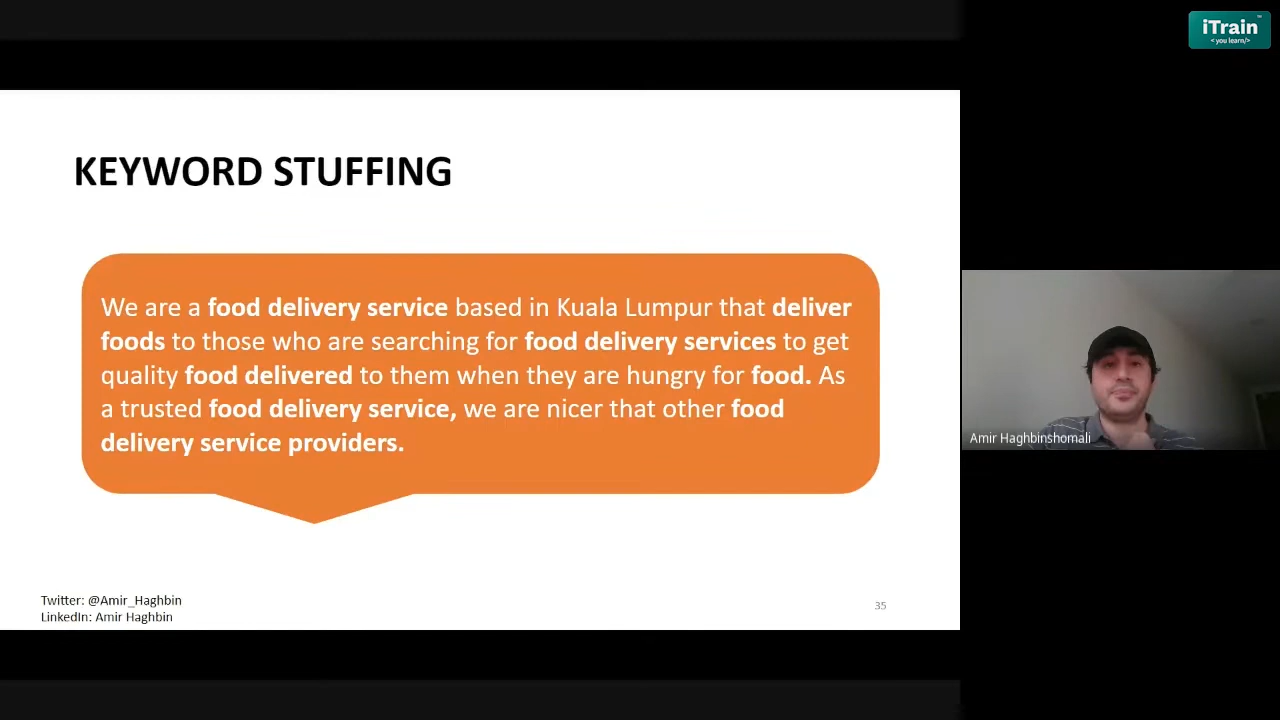 iTrain
< you learn/>
KEYWORD STUFFING
We are a food delivery service based in Kuala Lumpur that deliver
foods to those who are searching for food delivery services to get
quality food delivered to them when they are hungry for food. As
a trusted food delivery service, we are nicer that other food
delivery service providers.
Amir Haghbinshomali
Twitter: @Amir_Haghbin
LinkedIn: Amir Haghbin
35